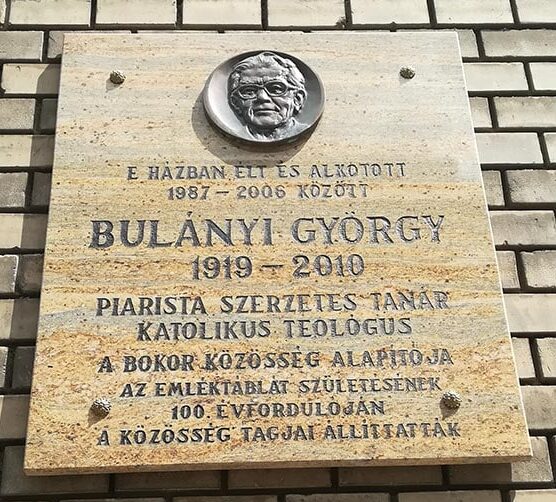 E HÁZBAN ÉLT ÉS ALKOTOTT
1987 – 2006 KÖZÖTT
BULÁNYI GYÖRGY
1919 – 2010
PIARISTA SZERZETES TANÁR
KATOLIKUS TEOLÓGUS
A BOKOR KÖZÖSSÉG ALAPÍTÓJA
AZ EMLÉKTÁBLÁT SZÜLETÉSÉNEK
100. ÉVFORDULÓJÁN
A KÖZÖSSÉG TAGJAI ÁLLÍTTATTÁK